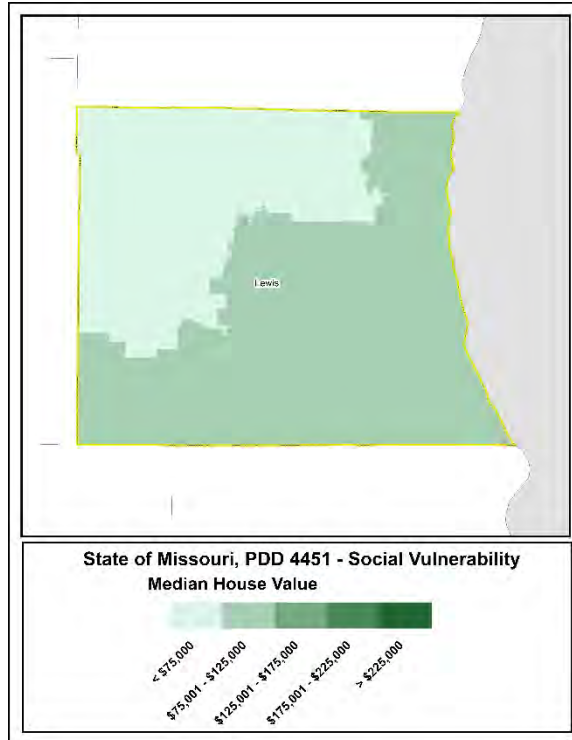 Lewis
State of Missouri, PDD 4451 - Social Vulnerability
Median House Value
< $75,000
$75,001 - $125,000
$125,001 - $175,000
$175,001 - $225,000
> $225,000